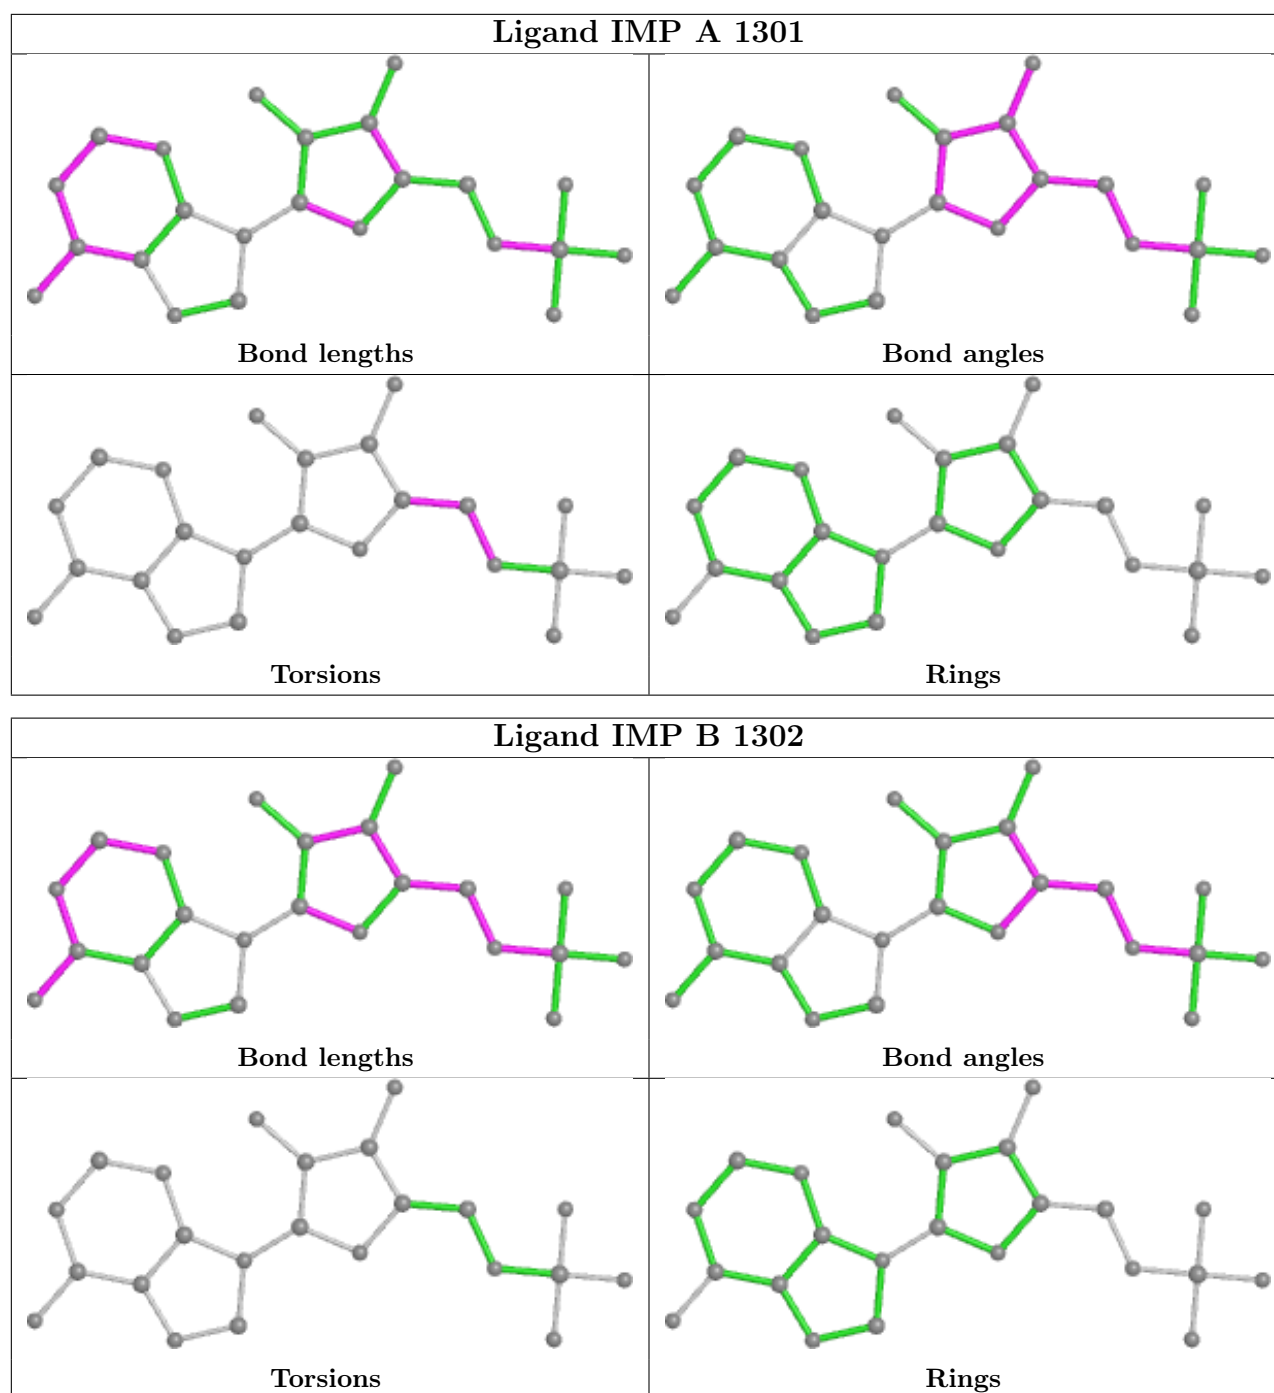 Ligand IMP A 1301
Bond lengths
Bond angles
Torsions
Rings
Ligand IMP B 1302
Bond lengths
Bond angles
Torsions
Rings